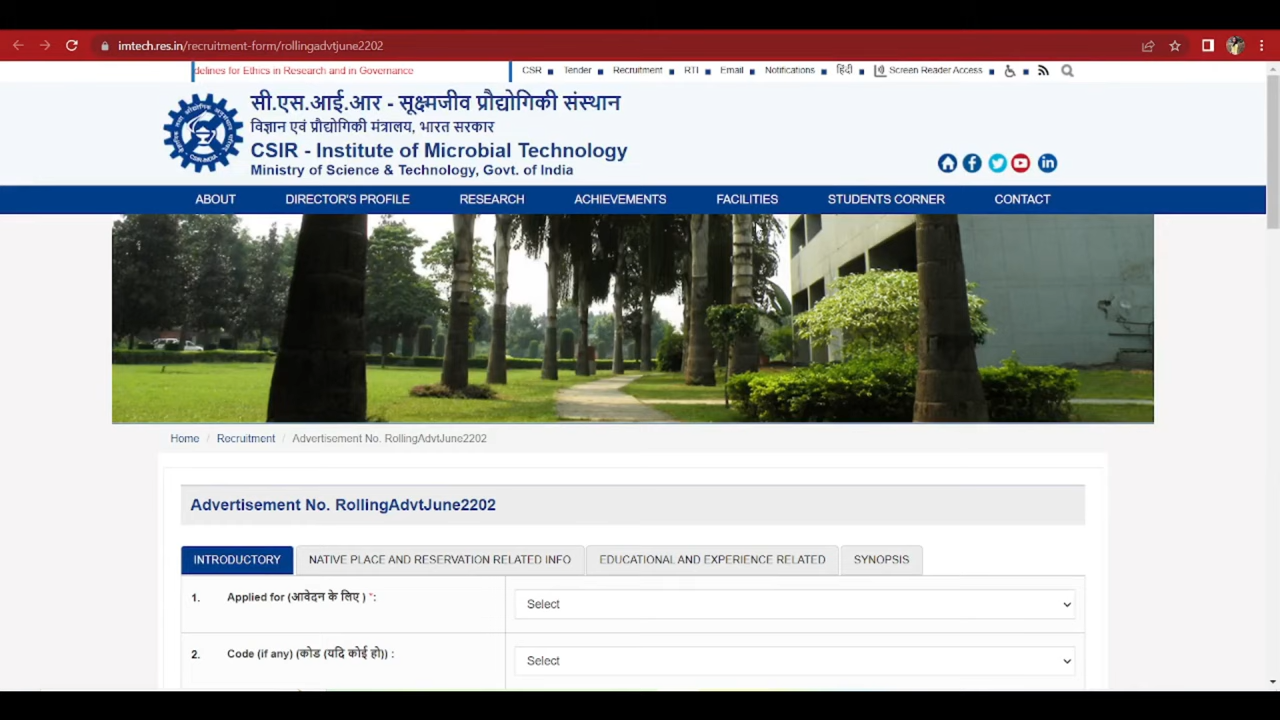 imtech.res.in/recruitment-form/rollingadvtjune2202
delines for Ethics in Research and in Governance
CSR Tender Recruitment RTI Email Notifications हिंदी Screen Reader Access
सी.एस.आई.आर - सूक्ष्मजीव प्रौद्योगिकी संस्थान
विज्ञान एवं प्रौद्योगिकी मंत्रालय, भारत सरकार
CSIR - Institute of Microbial Technology
Ministry of Science & Technology, Govt. of India
ABOUT DIRECTOR'S PROFILE RESEARCH ACHIEVEMENTS FACILITIES STUDENTS CORNER CONTACT
Home / Recruitment / Advertisement No. RollingAdvtJune2202
Advertisement No. RollingAdvtJune2202
INTRODUCTORY NATIVE PLACE AND RESERVATION RELATED INFO EDUCATIONAL AND EXPERIENCE RELATED SYNOPSIS
1. Applied for (आवेदन के लिए ) *: Select
2. Code (if any) (कोड (यदि कोई हो)) : Select